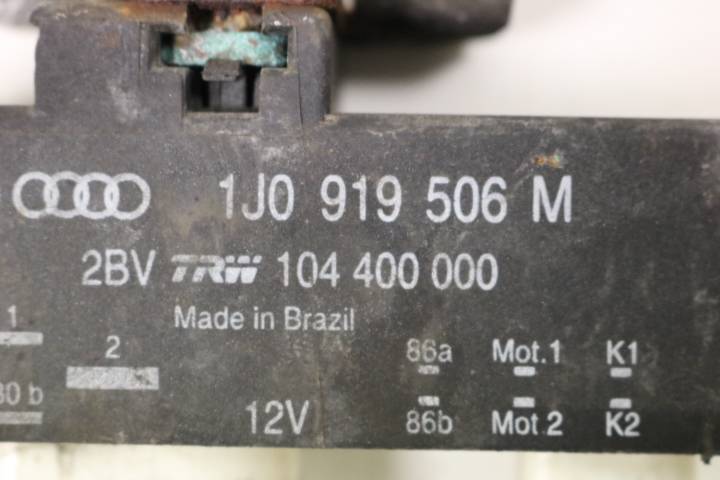 1J0 919 506 M
2BV TRW 104 400 000
Made in Brazil
1
2
86a Mot.1 K1
30 b
12V 86b Mot.2 K2